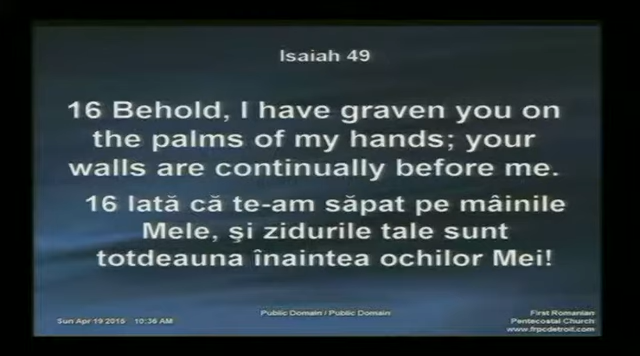 Isaiah 49
16 Behold, I have graven you on
the palms of my hands; your
walls are continually before me.
16 Iată că te-am săpat pe mâinile
Mele, şi zidurile tale sunt
totdeauna înaintea ochilor Mei!
Public Domain / Public Domain
Sun Apr 19 2015 10:36 AM
First Romanian
Pentecostal Church
www.frpcdetroit.com